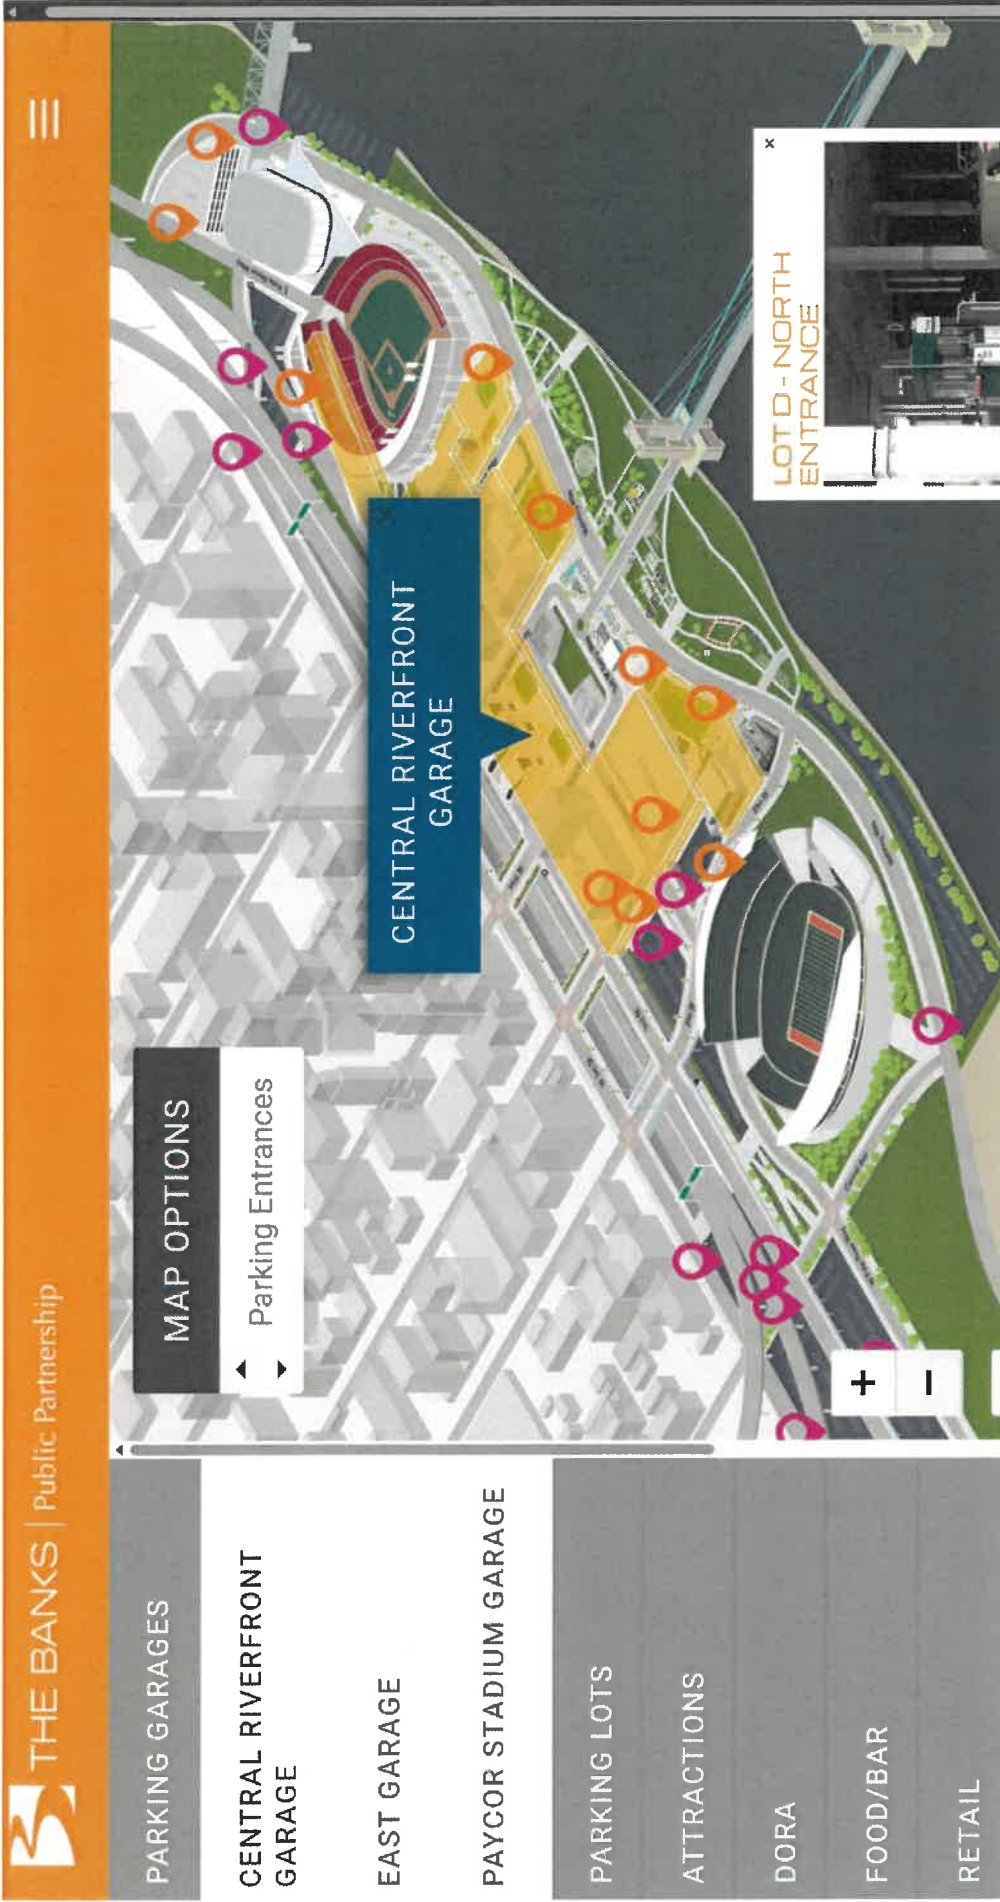 THE BANKS | Public Partnership
PARKING GARAGES
CENTRAL RIVERFRONT
GARAGE
EAST GARAGE
PAYCOR STADIUM GARAGE
PARKING LOTS
ATTRACTIONS
DORA
FOOD/BAR
RETAIL
MAP OPTIONS
Parking Entrances
CENTRAL RIVERFRONT
GARAGE
LOT D - NORTH
ENTRANCE
x
+
−